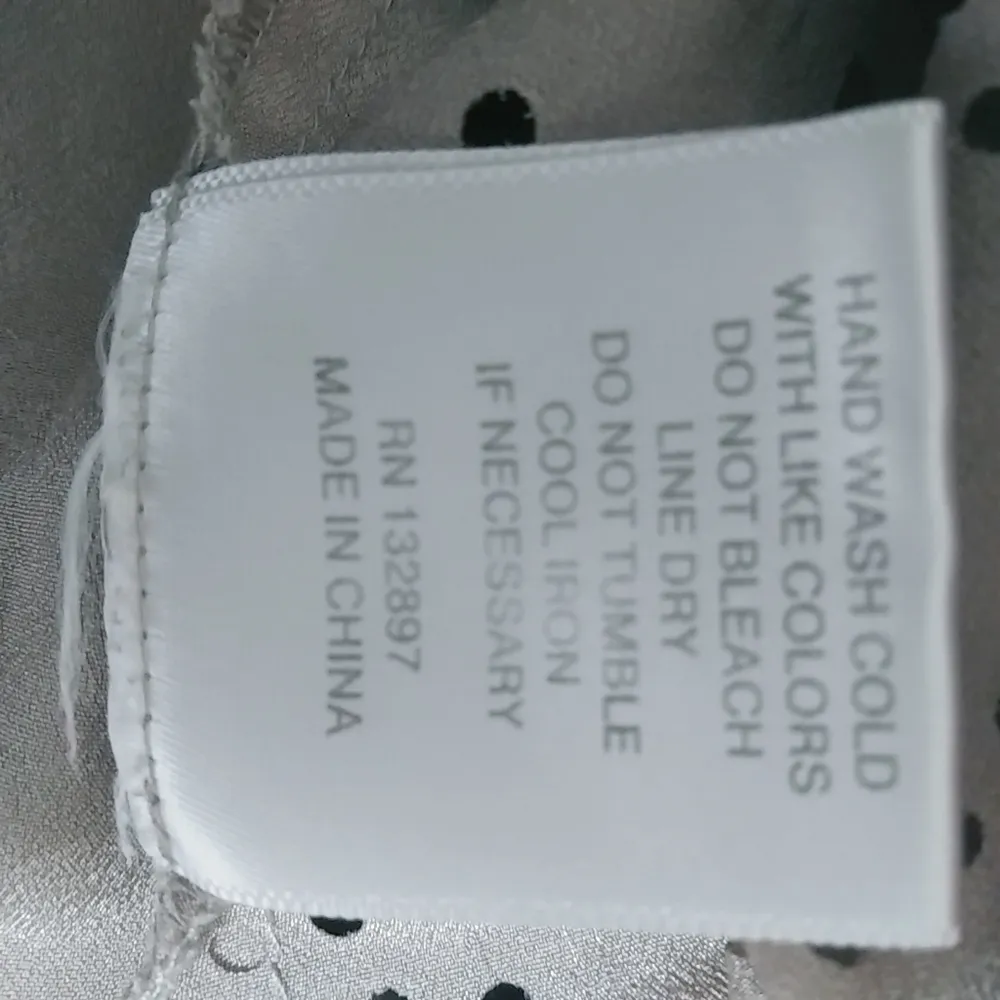 HAND WASH COLD
WITH LIKE COLORS
DO NOT BLEACH
LINE DRY
DO NOT TUMBLE
COOL IRON
IF NECESSARY
RN 132897
MADE IN CHINA